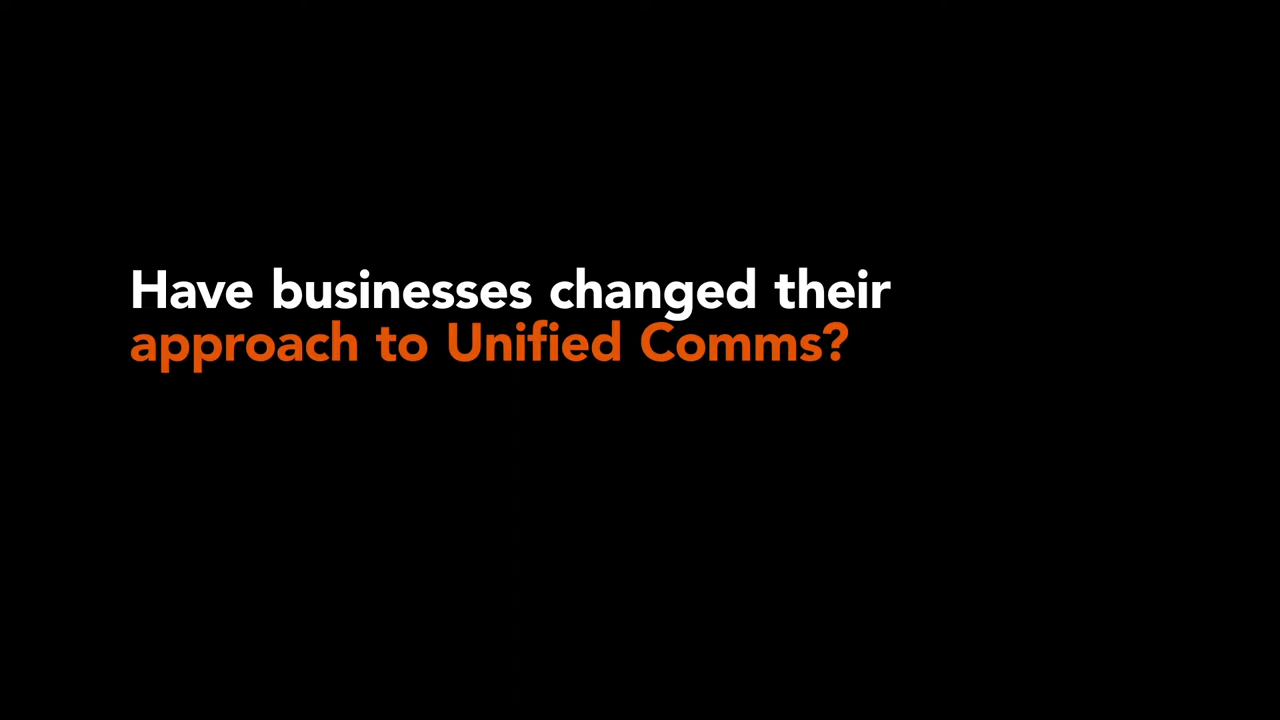 Have businesses changed their
approach to Unified Comms?